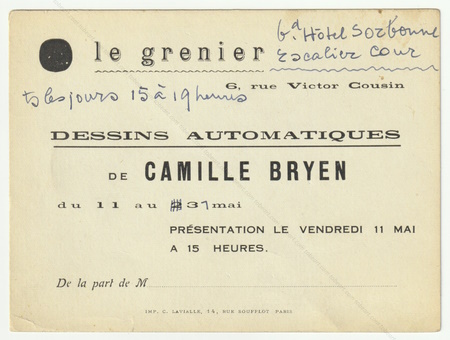 le grenier
bd Hôtel Sorbonne
Escalier Cour
6, rue Victor Cousin
ts les jours 15 à 19 heures
DESSINS AUTOMATIQUES
DE CAMILLE BRYEN
du 11 au 31 mai
PRÉSENTATION LE VENDREDI 11 MAI
A 15 HEURES.
De la part de M
IMP. C. LAVIALLE, 14, RUE SOUFFLOT PARIS